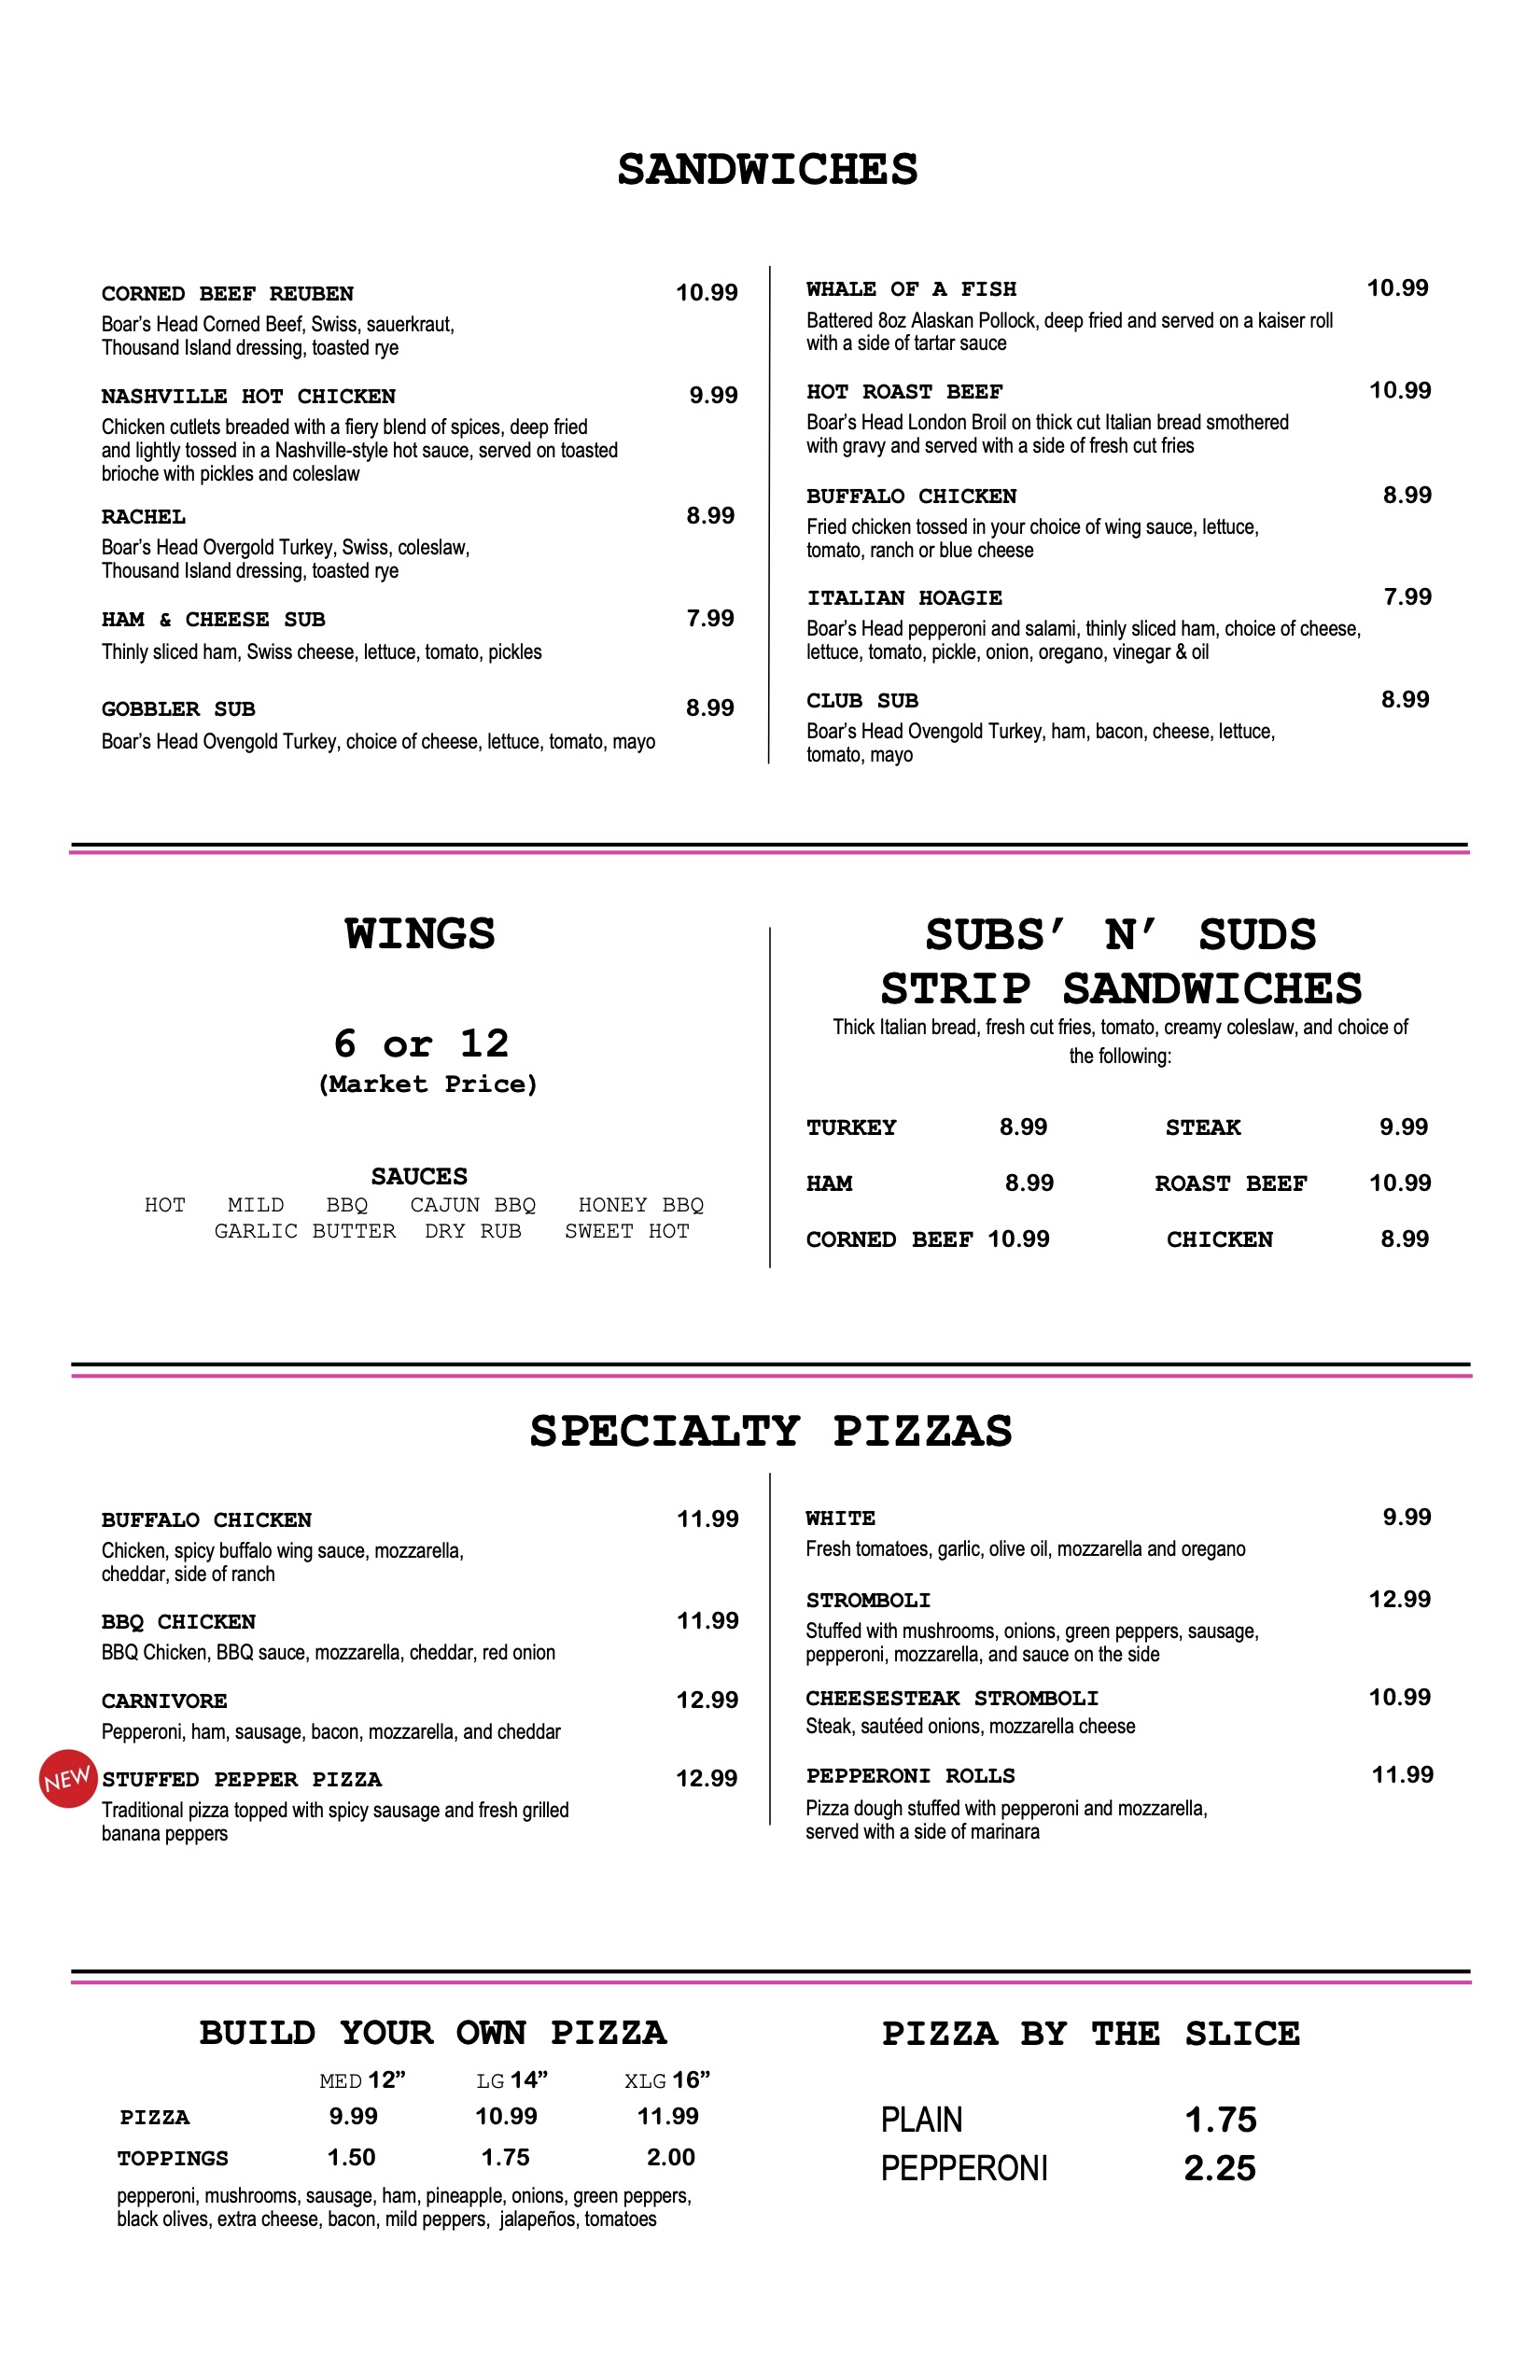 SANDWICHES
CORNED BEEF REUBEN 10.99
Boar’s Head Corned Beef, Swiss, sauerkraut,
Thousand Island dressing, toasted rye
NASHVILLE HOT CHICKEN 9.99
Chicken cutlets breaded with a fiery blend of spices, deep fried
and lightly tossed in a Nashville-style hot sauce, served on toasted
brioche with pickles and coleslaw
RACHEL 8.99
Boar’s Head Overgold Turkey, Swiss, coleslaw,
Thousand Island dressing, toasted rye
HAM & CHEESE SUB 7.99
Thinly sliced ham, Swiss cheese, lettuce, tomato, pickles
GOBBLER SUB 8.99
Boar’s Head Ovengold Turkey, choice of cheese, lettuce, tomato, mayo
WHALE OF A FISH 10.99
Battered 8oz Alaskan Pollock, deep fried and served on a kaiser roll
with a side of tartar sauce
HOT ROAST BEEF 10.99
Boar’s Head London Broil on thick cut Italian bread smothered
with gravy and served with a side of fresh cut fries
BUFFALO CHICKEN 8.99
Fried chicken tossed in your choice of wing sauce, lettuce,
tomato, ranch or blue cheese
ITALIAN HOAGIE 7.99
Boar’s Head pepperoni and salami, thinly sliced ham, choice of cheese,
lettuce, tomato, pickle, onion, oregano, vinegar & oil
CLUB SUB 8.99
Boar’s Head Ovengold Turkey, ham, bacon, cheese, lettuce,
tomato, mayo
WINGS
6 or 12
(Market Price)
SAUCES
HOT MILD BBQ CAJUN BBQ HONEY BBQ
GARLIC BUTTER DRY RUB SWEET HOT
SUBS’ N’ SUDS
STRIP SANDWICHES
Thick Italian bread, fresh cut fries, tomato, creamy coleslaw, and choice of
the following:
TURKEY 8.99 STEAK 9.99
HAM 8.99 ROAST BEEF 10.99
CORNED BEEF 10.99 CHICKEN 8.99
SPECIALTY PIZZAS
BUFFALO CHICKEN 11.99
Chicken, spicy buffalo wing sauce, mozzarella,
cheddar, side of ranch
BBQ CHICKEN 11.99
BBQ Chicken, BBQ sauce, mozzarella, cheddar, red onion
CARNIVORE 12.99
Pepperoni, ham, sausage, bacon, mozzarella, and cheddar
NEW STUFFED PEPPER PIZZA 12.99
Traditional pizza topped with spicy sausage and fresh grilled
banana peppers
WHITE 9.99
Fresh tomatoes, garlic, olive oil, mozzarella and oregano
STROMBOLI 12.99
Stuffed with mushrooms, onions, green peppers, sausage,
pepperoni, mozzarella, and sauce on the side
CHEESESTEAK STROMBOLI 10.99
Steak, sautéed onions, mozzarella cheese
PEPPERONI ROLLS 11.99
Pizza dough stuffed with pepperoni and mozzarella,
served with a side of marinara
BUILD YOUR OWN PIZZA
MED 12” LG 14” XLG 16”
PIZZA 9.99 10.99 11.99
TOPPINGS 1.50 1.75 2.00
pepperoni, mushrooms, sausage, ham, pineapple, onions, green peppers,
black olives, extra cheese, bacon, mild peppers, jalapeños, tomatoes
PIZZA BY THE SLICE
PLAIN 1.75
PEPPERONI 2.25